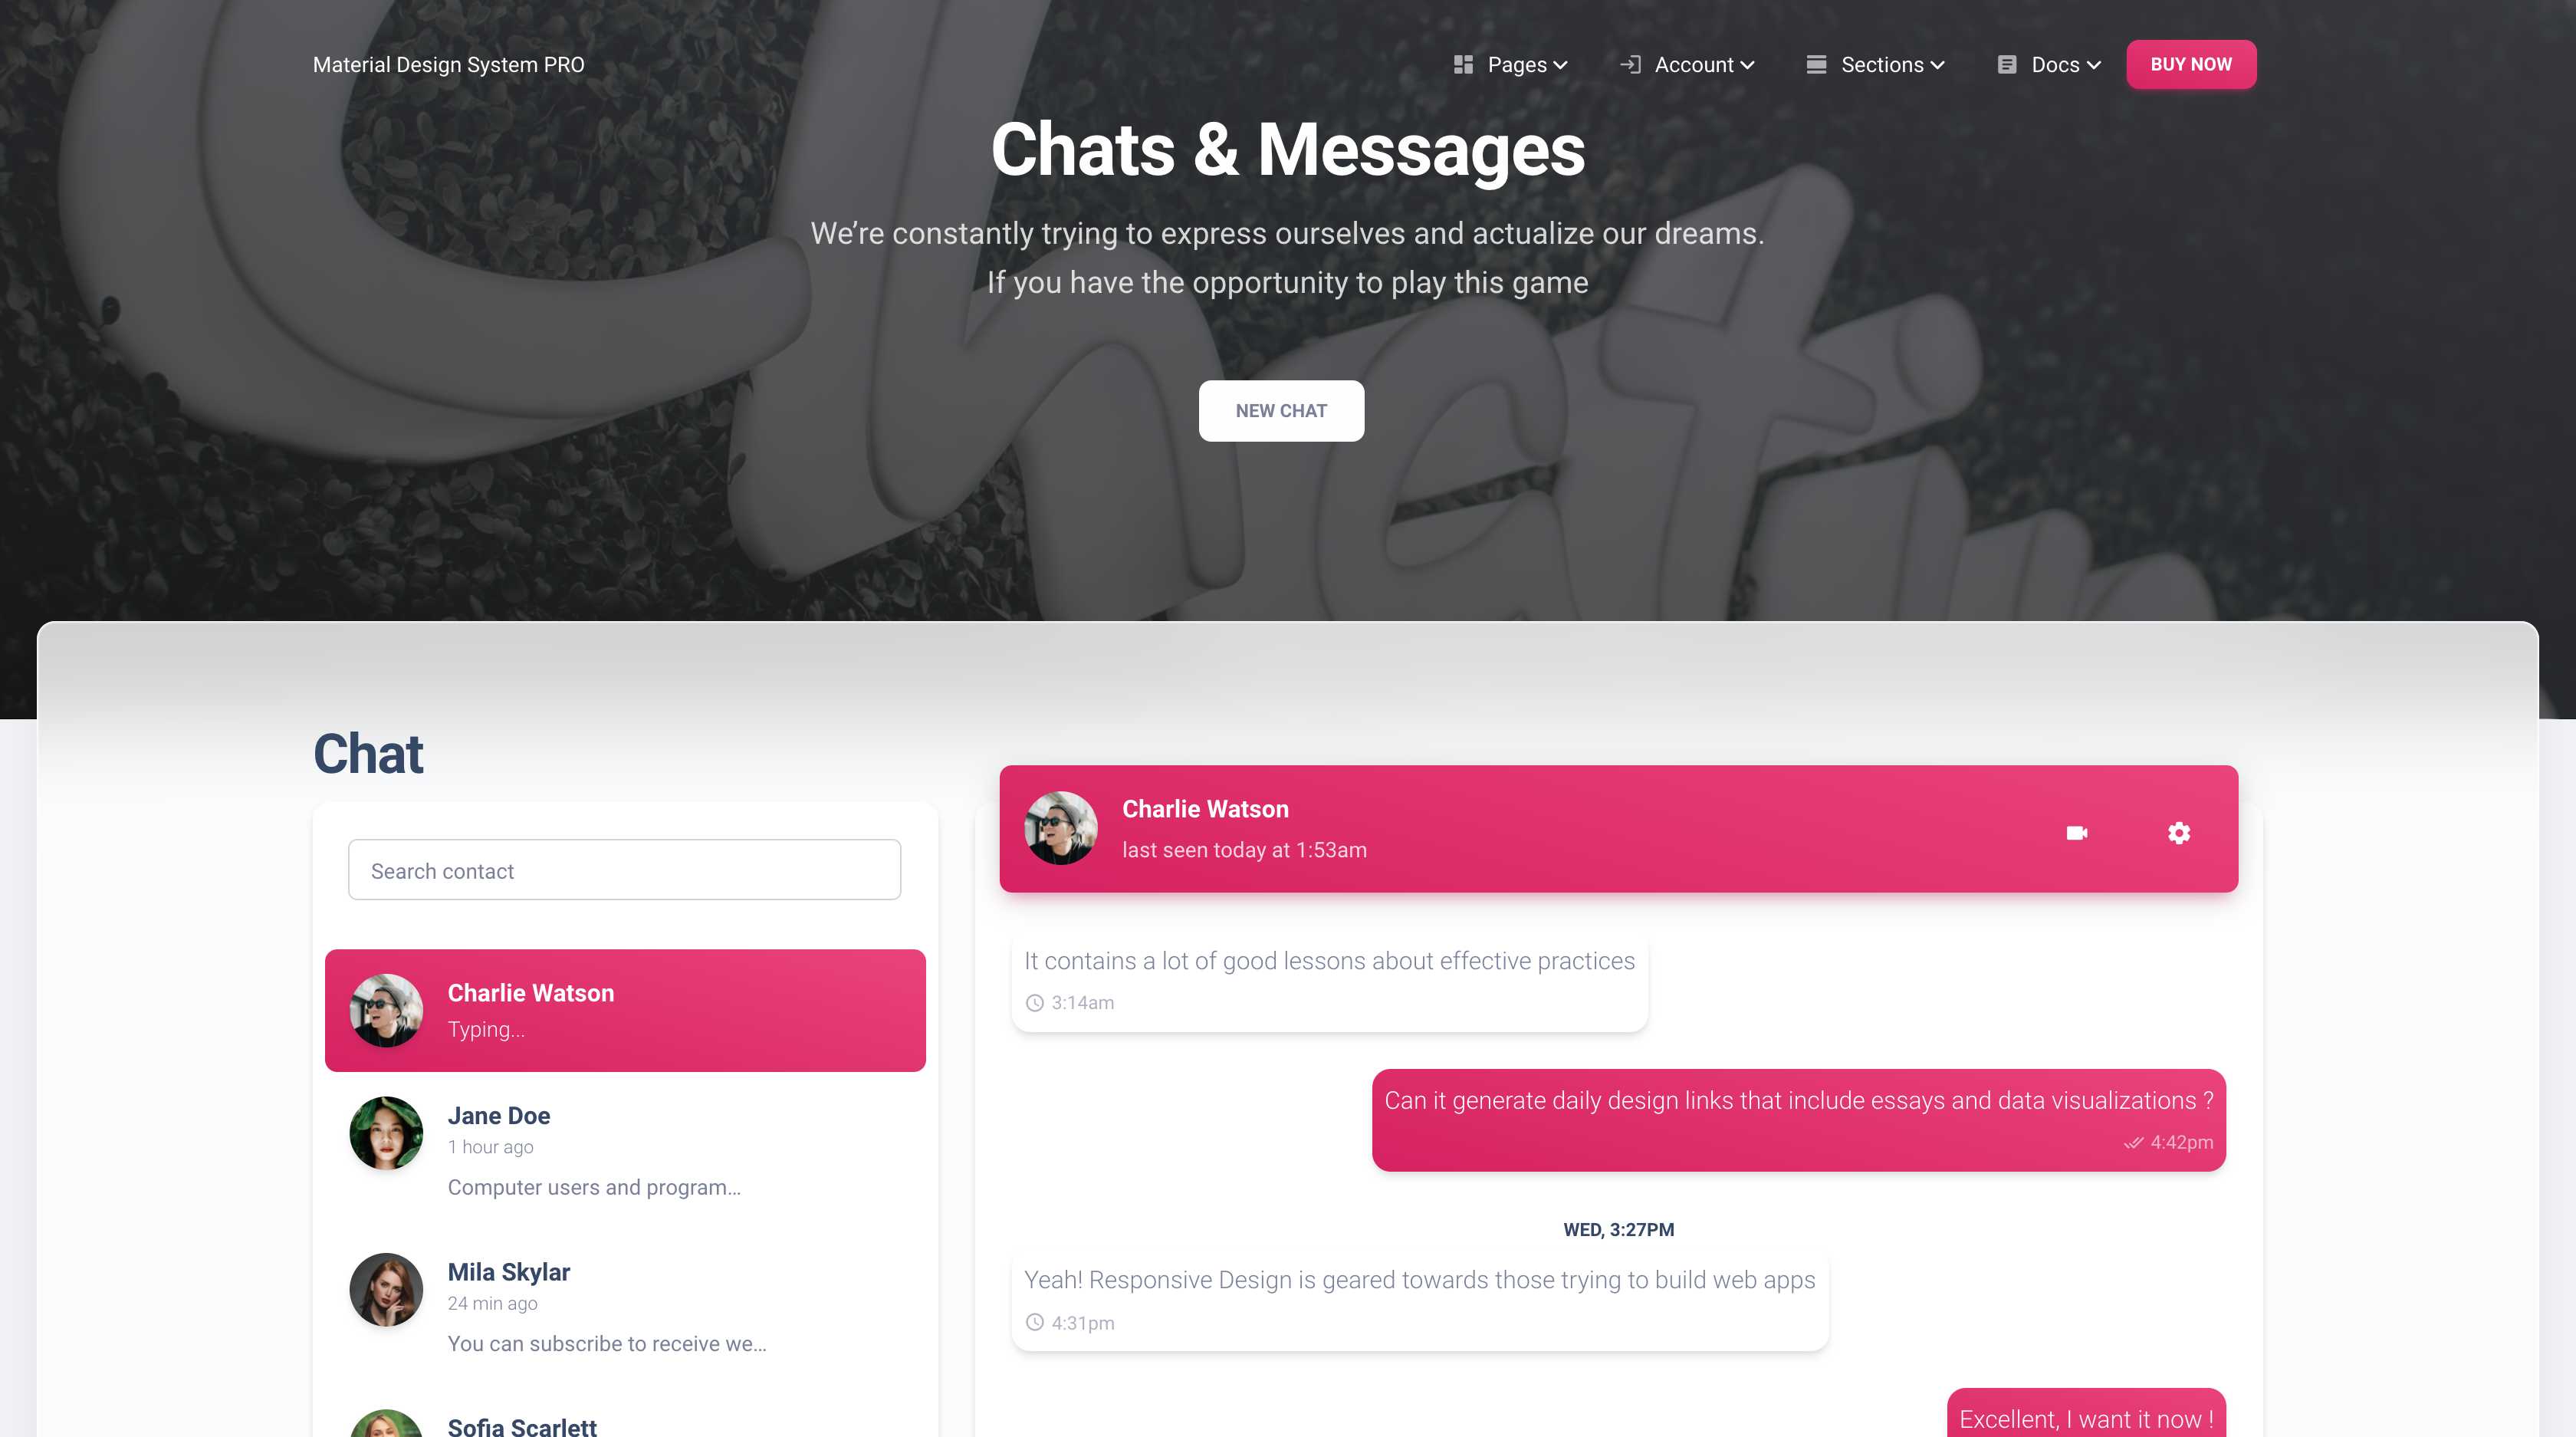 Material Design System PRO
Pages
Account
Sections
Docs
BUY NOW
Chats & Messages
We’re constantly trying to express ourselves and actualize our dreams.
If you have the opportunity to play this game
NEW CHAT
Chat
Search contact
Charlie Watson
Typing...
Jane Doe
1 hour ago
Computer users and program...
Mila Skylar
24 min ago
You can subscribe to receive we...
Sofia Scarlett
Charlie Watson
last seen today at 1:53am
It contains a lot of good lessons about effective practices
3:14am
Can it generate daily design links that include essays and data visualizations ?
4:42pm
WED, 3:27PM
Yeah! Responsive Design is geared towards those trying to build web apps
4:31pm
Excellent, I want it now !